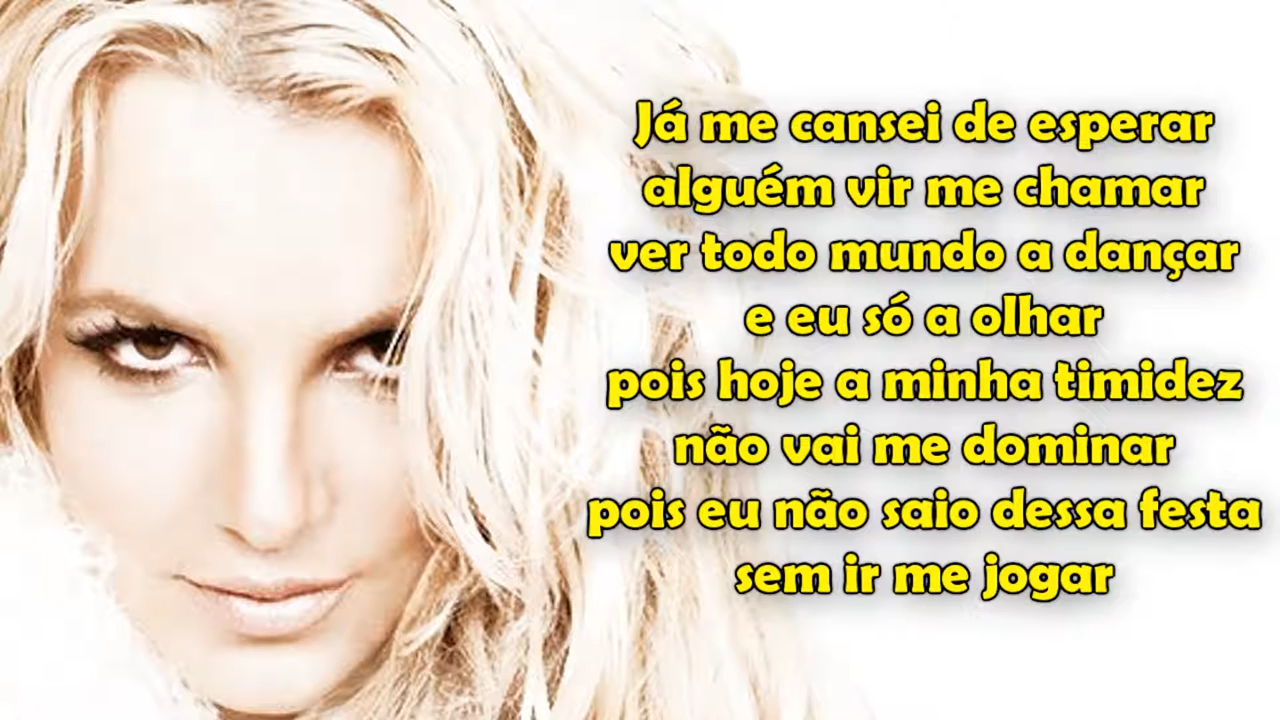 Já me cansei de esperar
alguém vir me chamar
ver todo mundo a dançar
e eu só a olhar
pois hoje a minha timidez
não vai me dominar
pois eu não saio dessa festa
sem ir me jogar